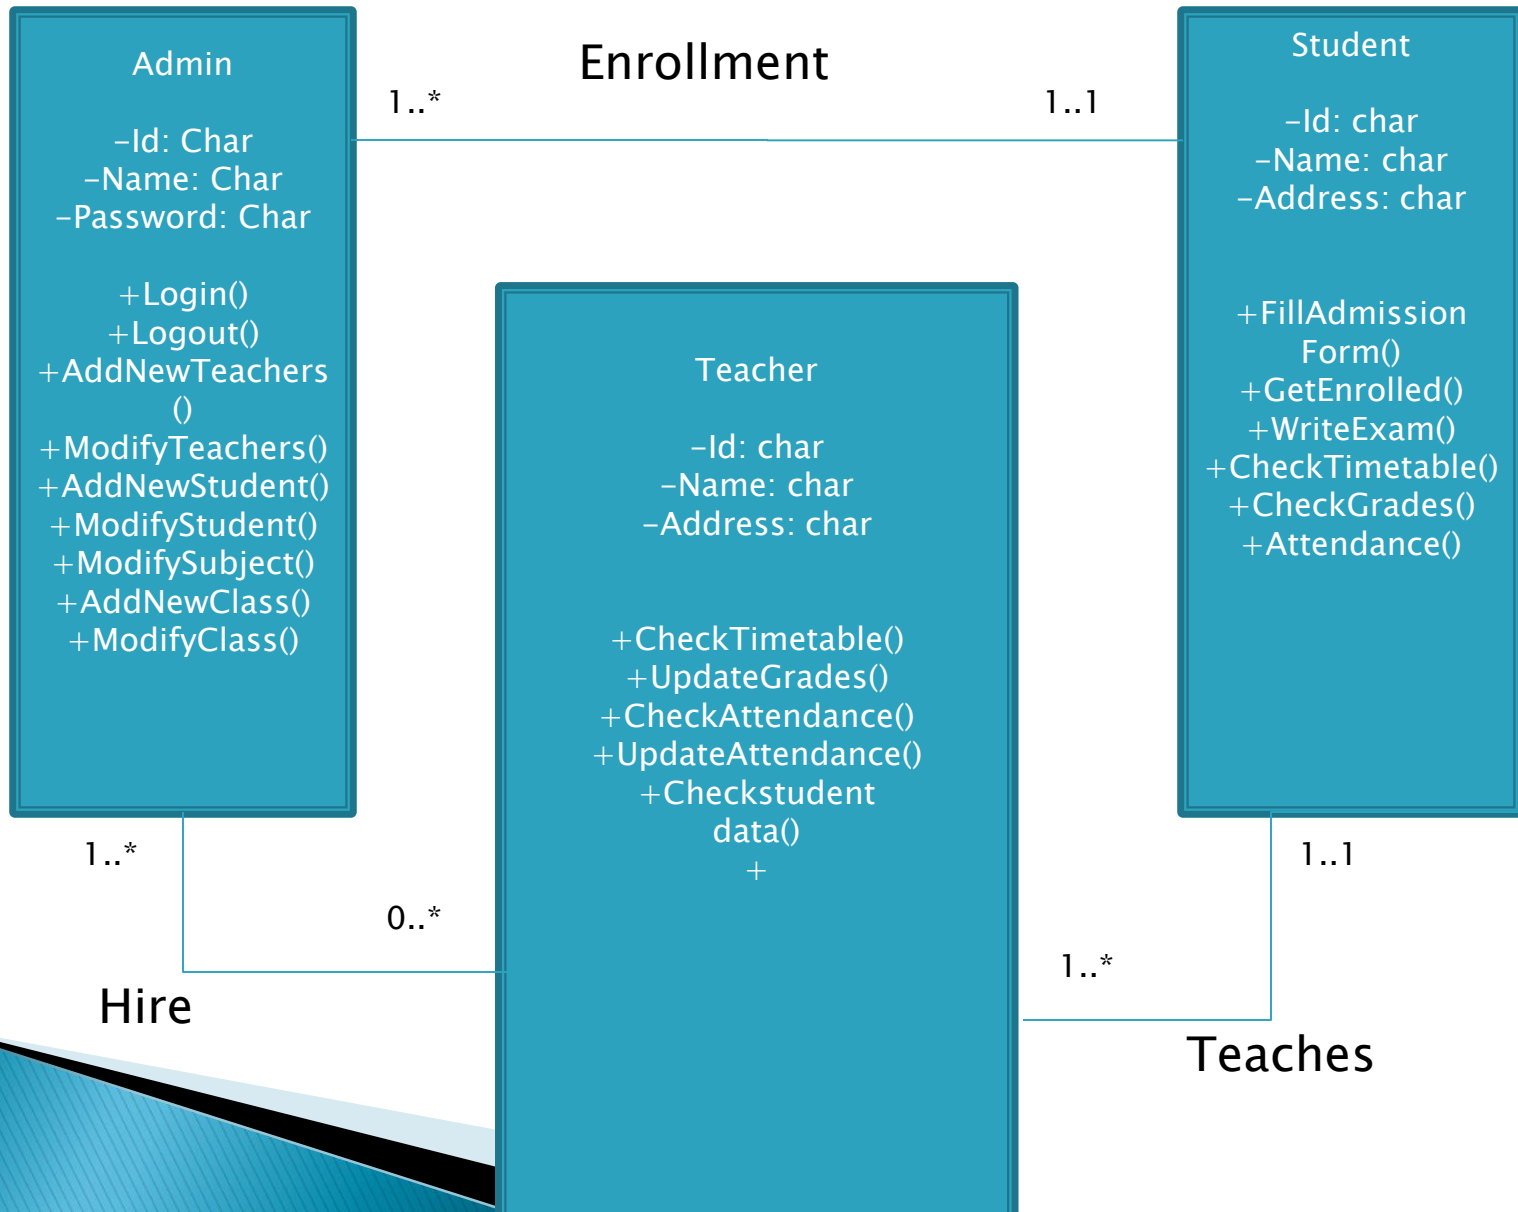 Admin
-Id: Char
-Name: Char
-Password: Char
+Login()
+Logout()
+AddNewTeachers
()
+ModifyTeachers()
+AddNewStudent()
+ModifyStudent()
+ModifySubject()
+AddNewClass()
+ModifyClass()
Enrollment
1..*
1..1
Student
-Id: char
-Name: char
-Address: char
+FillAdmission
Form()
+GetEnrolled()
+WriteExam()
+CheckTimetable()
+CheckGrades()
+Attendance()
Teacher
-Id: char
-Name: char
-Address: char
+CheckTimetable()
+UpdateGrades()
+CheckAttendance()
+UpdateAttendance()
+Checkstudent
data()
+
1..*
0..*
Hire
1..1
1..*
Teaches